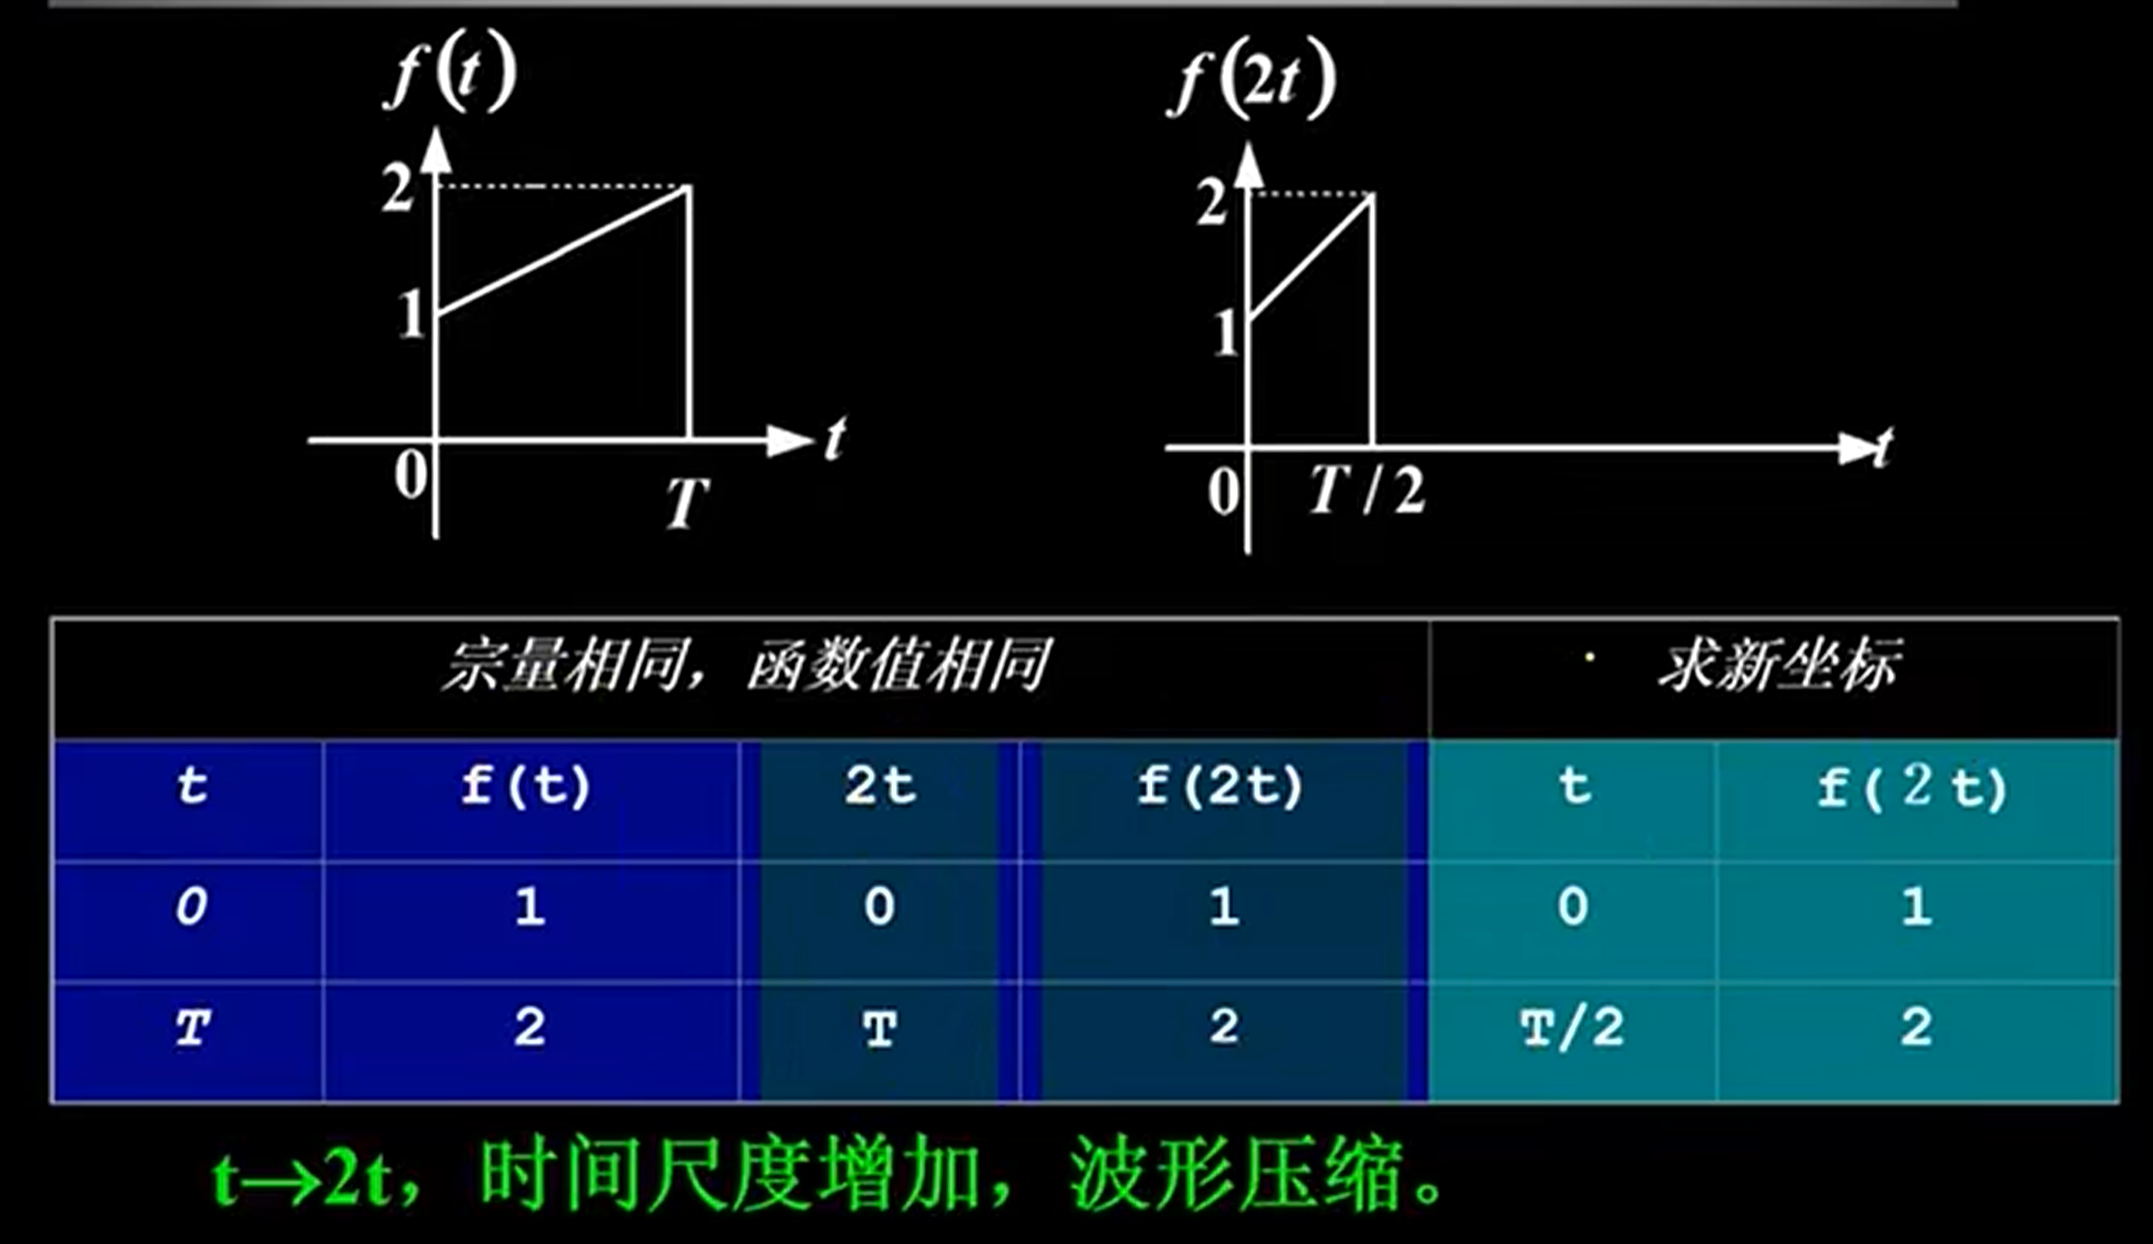 f(t)
2
1
0
T
t
f(2t)
2
1
0
T/2
t
宗量相同，函数值相同 求新坐标
t f(t) 2t f(2t) t f(2t)
0 1 0 1 0 1
T 2 T 2 T/2 2
t→2t，时间尺度增加，波形压缩。